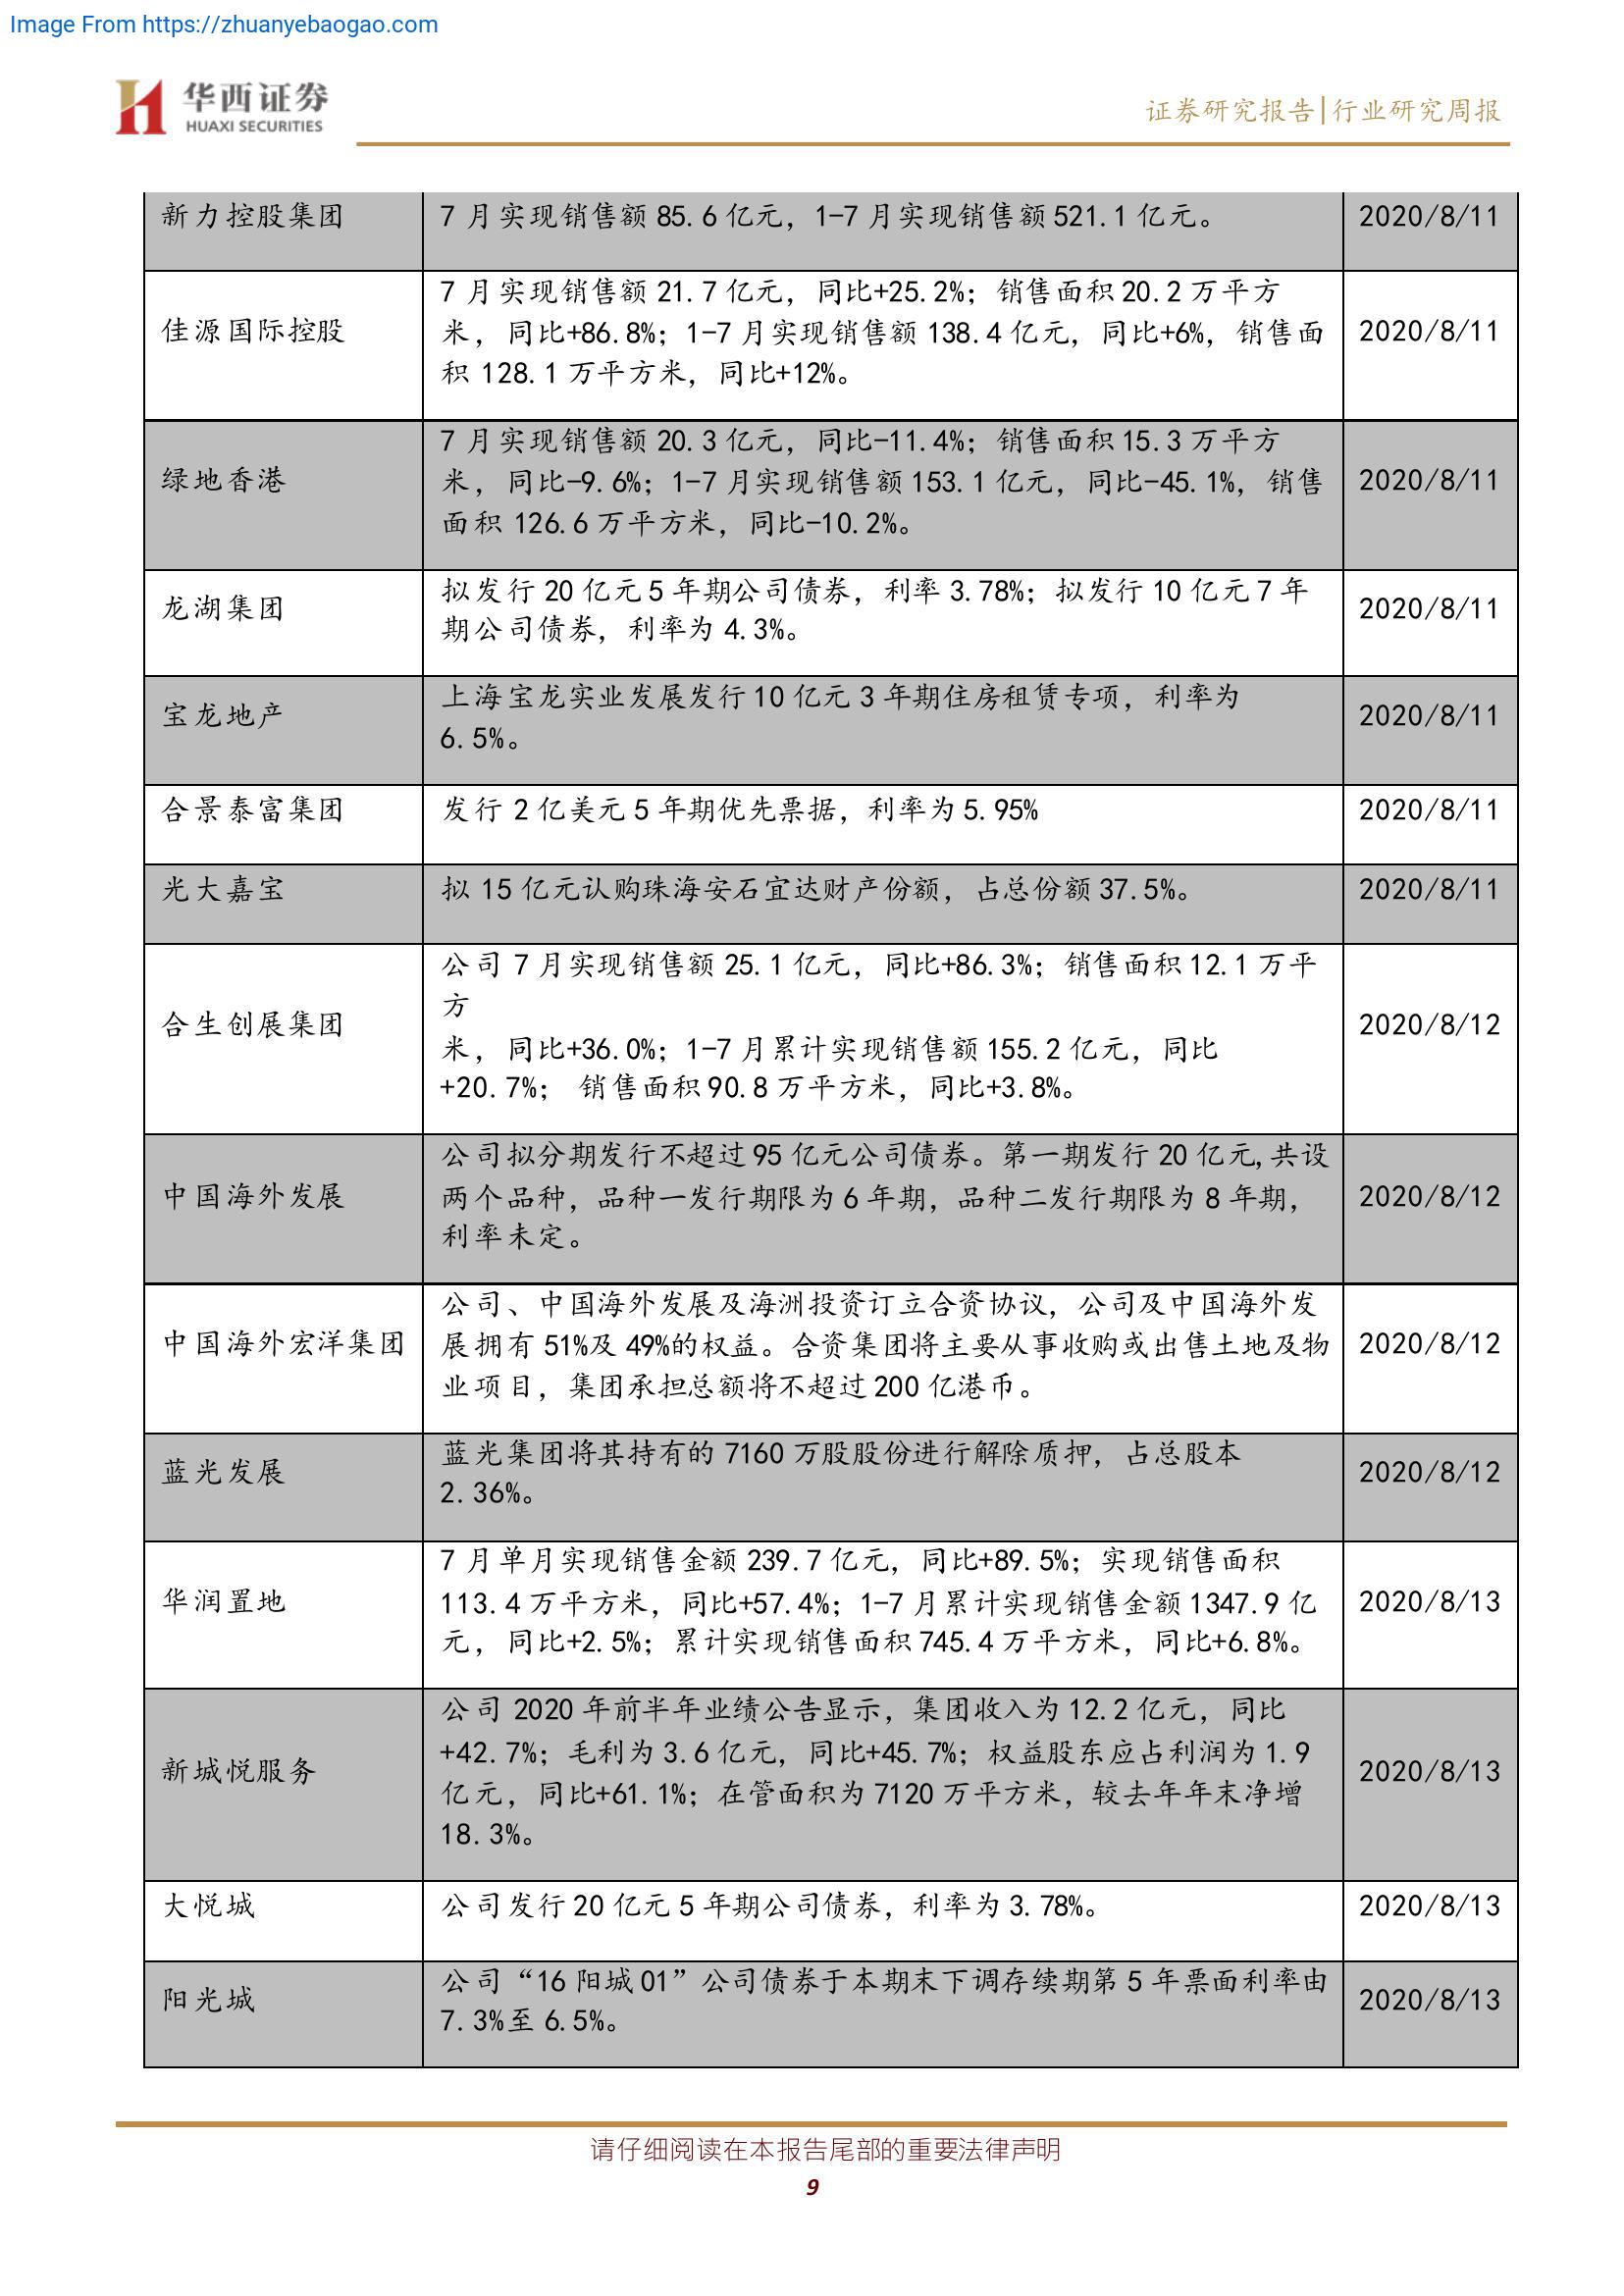 Image From https://zhuanyebaogao.com
华西证券
HUAXI SECURITIES
证券研究报告|行业研究周报
新力控股集团
7 月实现销售额 85.6 亿元，1-7 月实现销售额 521.1 亿元。
2020/8/11
佳源国际控股
7 月实现销售额 21.7 亿元，同比+25.2%；销售面积 20.2 万平方
米，同比+86.8%；1-7 月实现销售额 138.4 亿元，同比+6%，销售面
积 128.1 万平方米，同比+12%。
2020/8/11
绿地香港
7 月实现销售额 20.3 亿元，同比-11.4%；销售面积 15.3 万平方
米，同比-9.6%；1-7 月实现销售额 153.1 亿元，同比-45.1%，销售
面积 126.6 万平方米，同比-10.2%。
2020/8/11
龙湖集团
拟发行 20 亿元 5 年期公司债券，利率 3.78%；拟发行 10 亿元 7 年
期公司债券，利率为 4.3%。
2020/8/11
宝龙地产
上海宝龙实业发展发行 10 亿元 3 年期住房租赁专项，利率为
6.5%。
2020/8/11
合景泰富集团
发行 2 亿美元 5 年期优先票据，利率为 5.95%
2020/8/11
光大嘉宝
拟 15 亿元认购珠海安石宜达财产份额，占总份额 37.5%。
2020/8/11
合生创展集团
公司 7 月实现销售额 25.1 亿元，同比+86.3%；销售面积 12.1 万平
方
米，同比+36.0%；1-7 月累计实现销售额 155.2 亿元，同比
+20.7%； 销售面积 90.8 万平方米，同比+3.8%。
2020/8/12
中国海外发展
公司拟分期发行不超过 95 亿元公司债券。第一期发行 20 亿元,共设
两个品种，品种一发行期限为 6 年期，品种二发行期限为 8 年期，
利率未定。
2020/8/12
中国海外宏洋集团
公司、中国海外发展及海洲投资订立合资协议，公司及中国海外发
展拥有 51%及 49%的权益。合资集团将主要从事收购或出售土地及物
业项目，集团承担总额将不超过 200 亿港币。
2020/8/12
蓝光发展
蓝光集团将其持有的 7160 万股股份进行解除质押，占总股本
2.36%。
2020/8/12
华润置地
7 月单月实现销售金额 239.7 亿元，同比+89.5%；实现销售面积
113.4 万平方米，同比+57.4%；1-7 月累计实现销售金额 1347.9 亿
元，同比+2.5%；累计实现销售面积 745.4 万平方米，同比+6.8%。
2020/8/13
新城悦服务
公司 2020 年前半年业绩公告显示，集团收入为 12.2 亿元，同比
+42.7%；毛利为 3.6 亿元，同比+45.7%；权益股东应占利润为 1.9
亿元，同比+61.1%；在管面积为 7120 万平方米，较去年年末净增
18.3%。
2020/8/13
大悦城
公司发行 20 亿元 5 年期公司债券，利率为 3.78%。
2020/8/13
阳光城
公司“16 阳城 01”公司债券于本期末下调存续期第 5 年票面利率由
7.3%至 6.5%。
2020/8/13
请仔细阅读在本报告尾部的重要法律声明
9